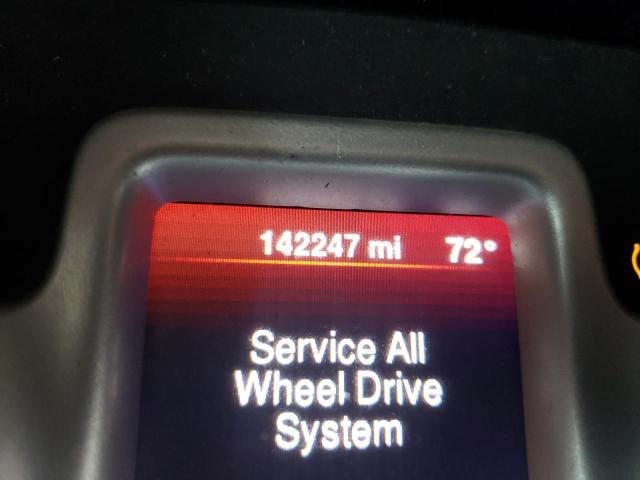 142247 mi 72°
Service All
Wheel Drive
System